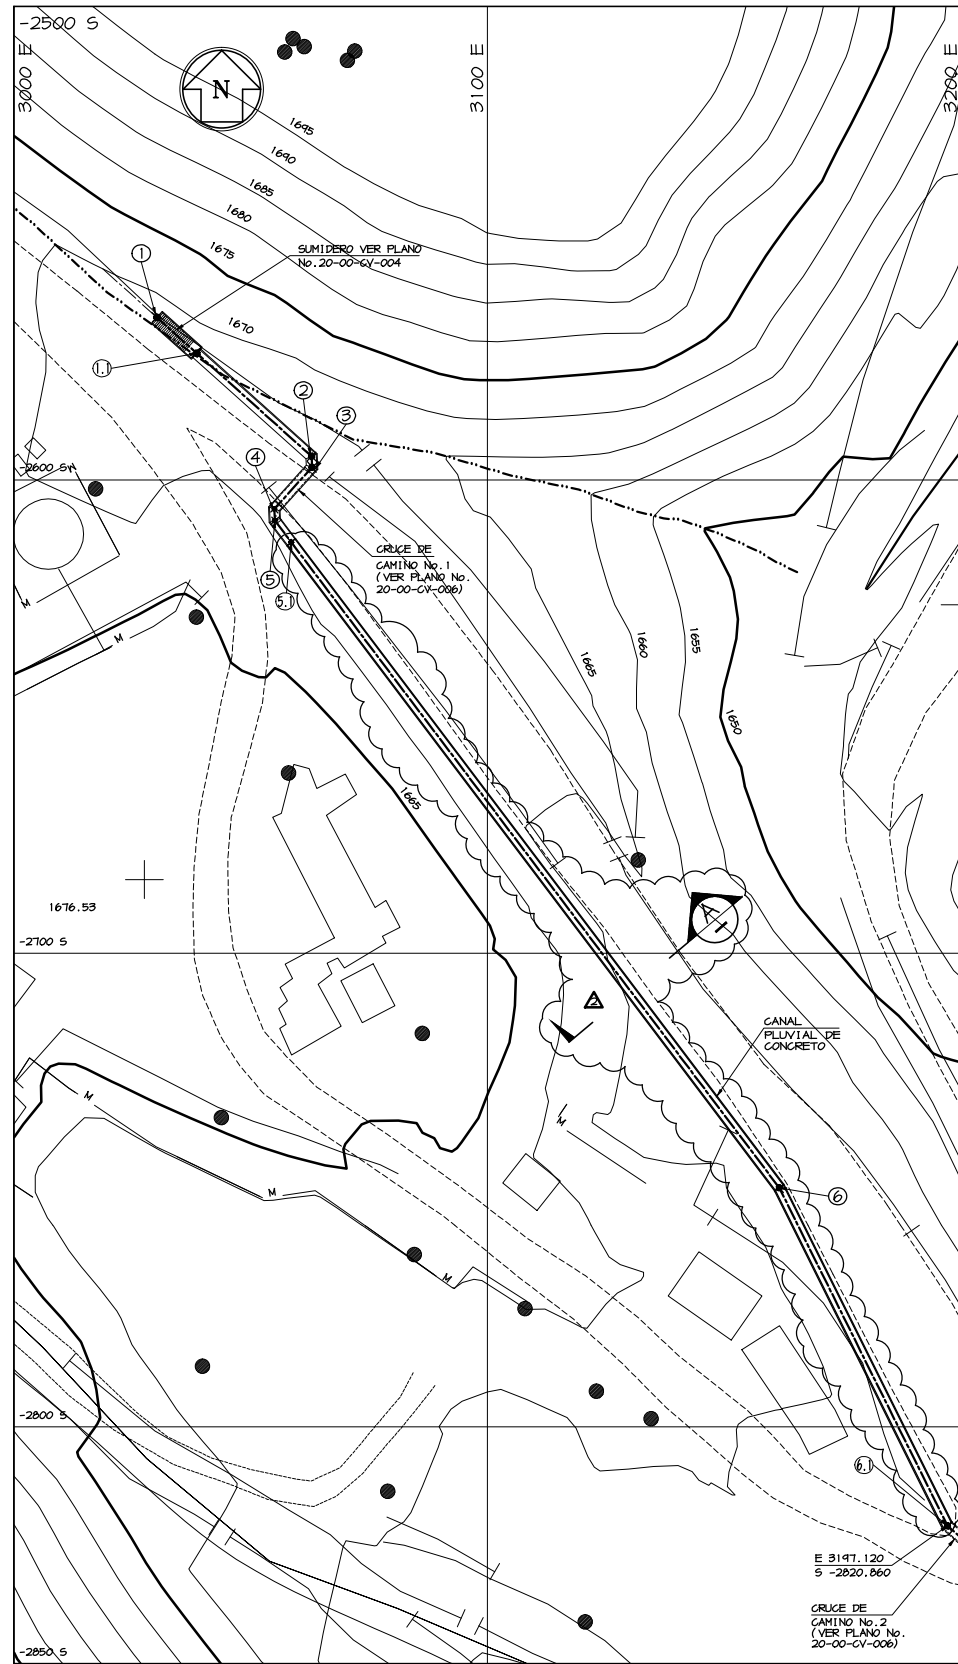 -2500 S
3000 E
3100 E
3200 E
N
1695
1690
1685
1680
1675
SUMIDERO VER PLANO
No.20-00-CV-004
1
1670
1.1
2
3
4
-2600 S
CRUCE DE
CAMINO No.1
(VER PLANO No.
20-00-CV-006)
5
5.1
M
M
1665
1660
1655
1650
1665
1676.53
A
1
-2700 S
2
CANAL
PLUVIAL DE
CONCRETO
M
M
6
M
M
-2800 S
6.1
E 3197.120
S -2820.860
CRUCE DE
CAMINO No.2
(VER PLANO No.
20-00-CV-006)
-2850 S